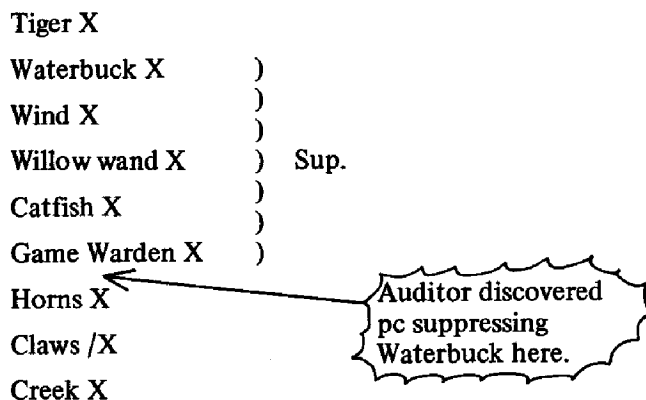 Tiger X
Waterbuck X )
)
Wind X )
)
Willow wand X ) Sup.
)
Catfish X )
)
Game Warden X )
Horns X
Claws /X
Creek X
Auditor discovered
pc suppressing
Waterbuck here.